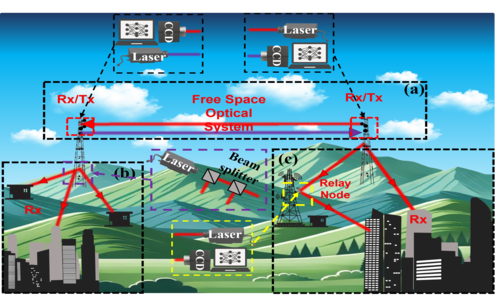 CCD
Laser
Laser
CCD
(a)
Rx/Tx
Free Space
Optical
System
Rx/Tx
(b)
Rx
Laser
Beam
splitter
(c)
Relay
Node
Rx
Laser
CCD